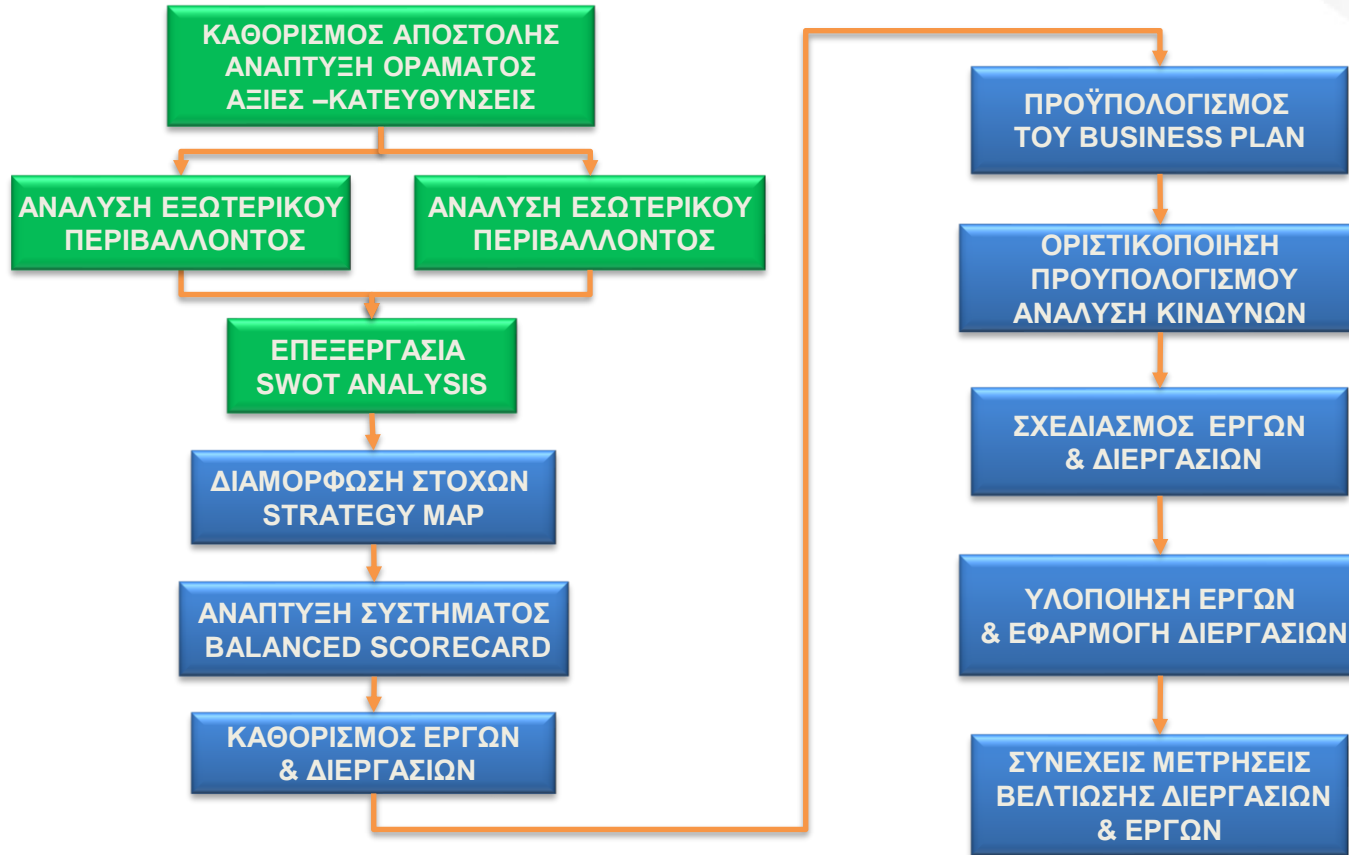 ΚΑΘΟΡΙΣΜΟΣ ΑΠΟΣΤΟΛΗΣ
ΑΝΑΠΤΥΞΗ ΟΡΑΜΑΤΟΣ
ΑΞΙΕΣ –ΚΑΤΕΥΘΥΝΣΕΙΣ
ΑΝΑΛΥΣΗ ΕΞΩΤΕΡΙΚΟΥ
ΠΕΡΙΒΑΛΛΟΝΤΟΣ
ΑΝΑΛΥΣΗ ΕΣΩΤΕΡΙΚΟΥ
ΠΕΡΙΒΑΛΛΟΝΤΟΣ
ΕΠΕΞΕΡΓΑΣΙΑ
SWOT ANALYSIS
ΔΙΑΜΟΡΦΩΣΗ ΣΤΟΧΩΝ
STRATEGY MAP
ΑΝΑΠΤΥΞΗ ΣΥΣΤΗΜΑΤΟΣ
BALANCED SCORECARD
ΚΑΘΟΡΙΣΜΟΣ ΕΡΓΩΝ
& ΔΙΕΡΓΑΣΙΩΝ
ΠΡΟΫΠΟΛΟΓΙΣΜΟΣ
ΤΟΥ BUSINESS PLAN
ΟΡΙΣΤΙΚΟΠΟΙΗΣΗ
ΠΡΟΥΠΟΛΟΓΙΣΜΟΥ
ΑΝΑΛΥΣΗ ΚΙΝΔΥΝΩΝ
ΣΧΕΔΙΑΣΜΟΣ ΕΡΓΩΝ
& ΔΙΕΡΓΑΣΙΩΝ
ΥΛΟΠΟΙΗΣΗ ΕΡΓΩΝ
& ΕΦΑΡΜΟΓΗ ΔΙΕΡΓΑΣΙΩΝ
ΣΥΝΕΧΕΙΣ ΜΕΤΡΗΣΕΙΣ
ΒΕΛΤΙΩΣΗΣ ΔΙΕΡΓΑΣΙΩΝ
& ΕΡΓΩΝ